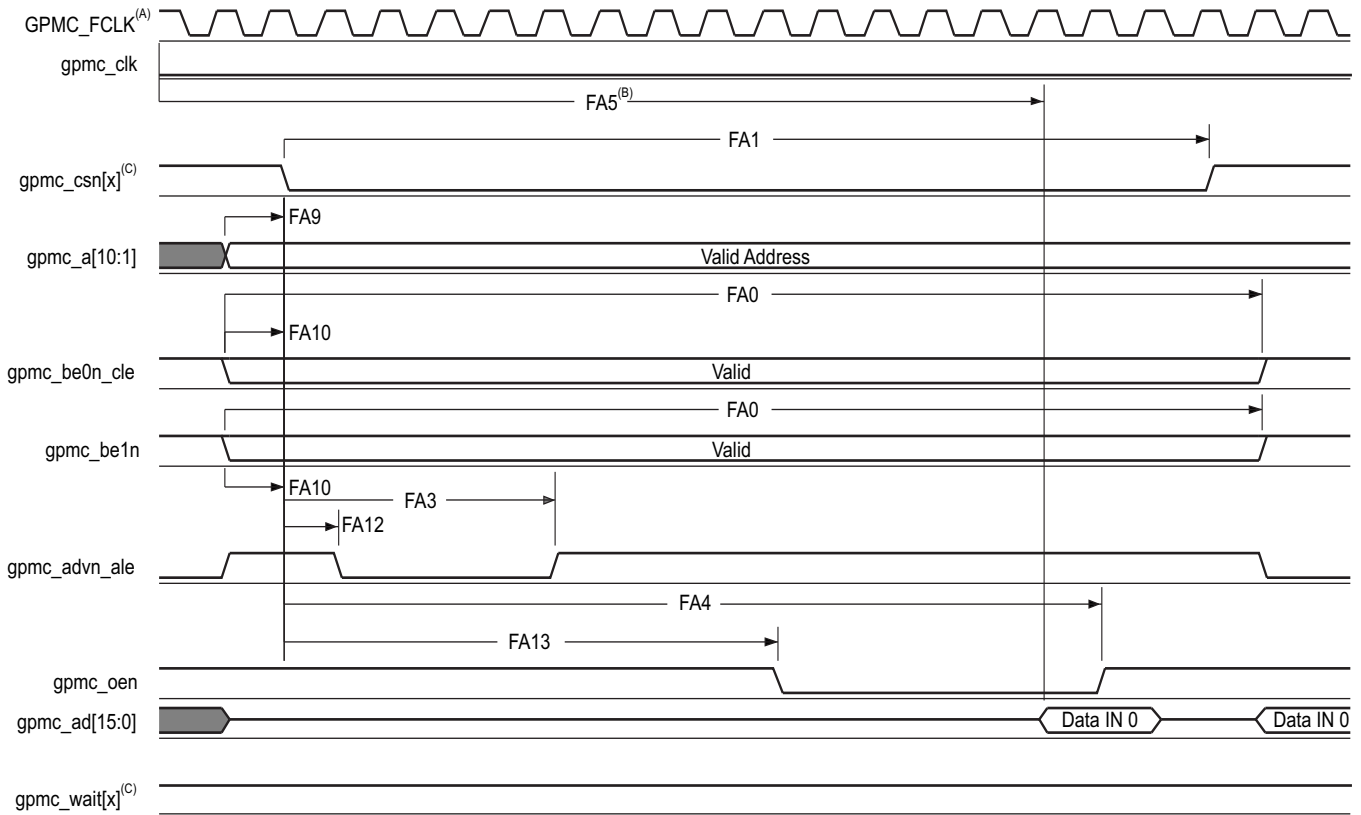 GPMC_FCLK(A)
gpmc_clk
FA5(B)
FA1
gpmc_csn[x](C)
FA9
gpmc_a[10:1]
Valid Address
FA0
FA10
gpmc_be0n_cle
Valid
FA0
gpmc_be1n
Valid
FA10
FA3
FA12
gpmc_advn_ale
FA4
FA13
gpmc_oen
gpmc_ad[15:0]
Data IN 0
Data IN 0
gpmc_wait[x](C)